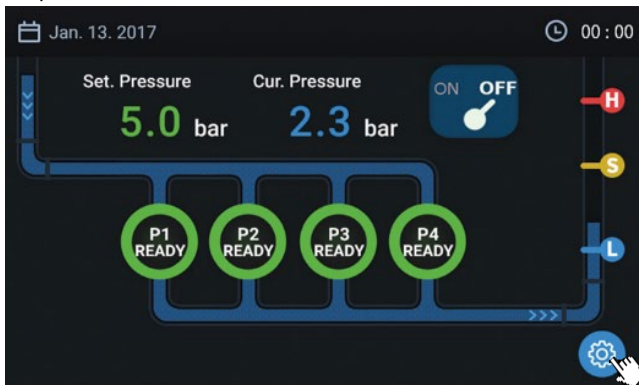 Jan. 13. 2017
00 : 00
Set. Pressure
Cur. Pressure
ON OFF
5.0 bar
2.3 bar
H
S
L
P1 READY
P2 READY
P3 READY
P4 READY
>>>